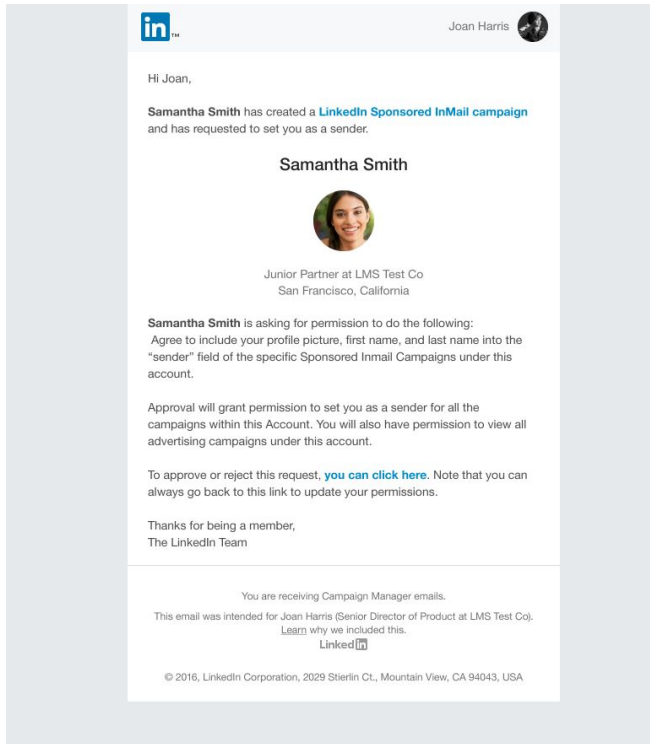 in™
Joan Harris
Hi Joan,
Samantha Smith has created a LinkedIn Sponsored InMail campaign
and has requested to set you as a sender.
Samantha Smith
Junior Partner at LMS Test Co
San Francisco, California
Samantha Smith is asking for permission to do the following:
Agree to include your profile picture, first name, and last name into the
“sender” field of the specific Sponsored Inmail Campaigns under this
account.
Approval will grant permission to set you as a sender for all the
campaigns within this Account. You will also have permission to view all
advertising campaigns under this account.
To approve or reject this request, you can click here. Note that you can
always go back to this link to update your permissions.
Thanks for being a member,
The LinkedIn Team
You are receiving Campaign Manager emails.
This email was intended for Joan Harris (Senior Director of Product at LMS Test Co).
Learn why we included this.
Linked in
© 2016, LinkedIn Corporation, 2029 Stierlin Ct., Mountain View, CA 94043, USA